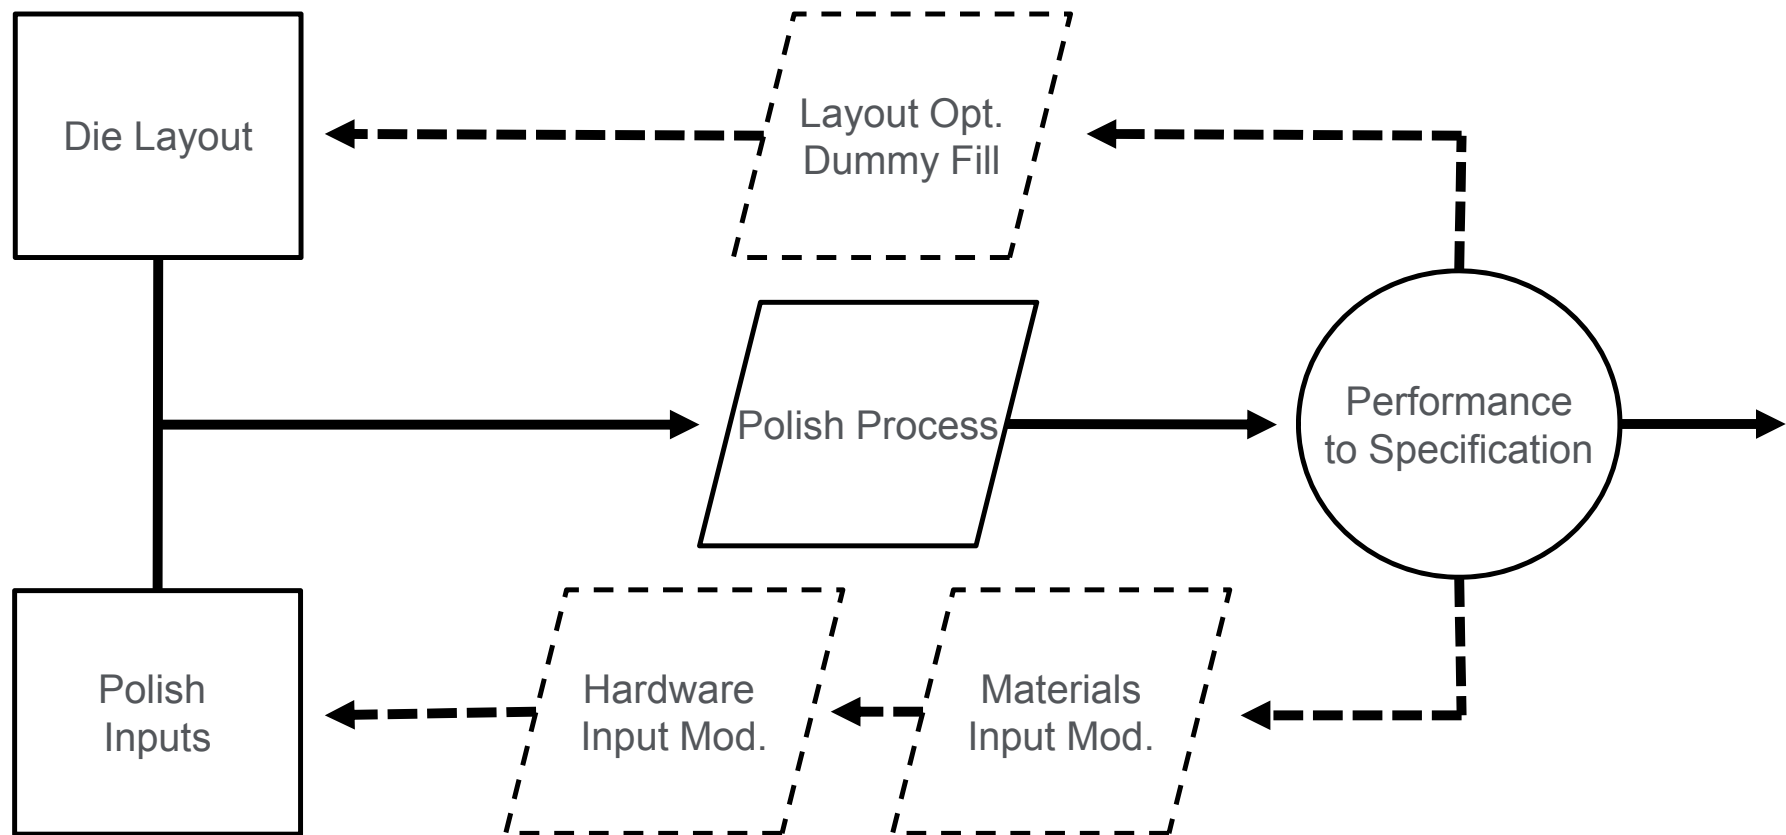 Die Layout
Layout Opt.
Dummy Fill
Polish Process
Performance
to Specification
Polish
Inputs
Hardware
Input Mod.
Materials
Input Mod.